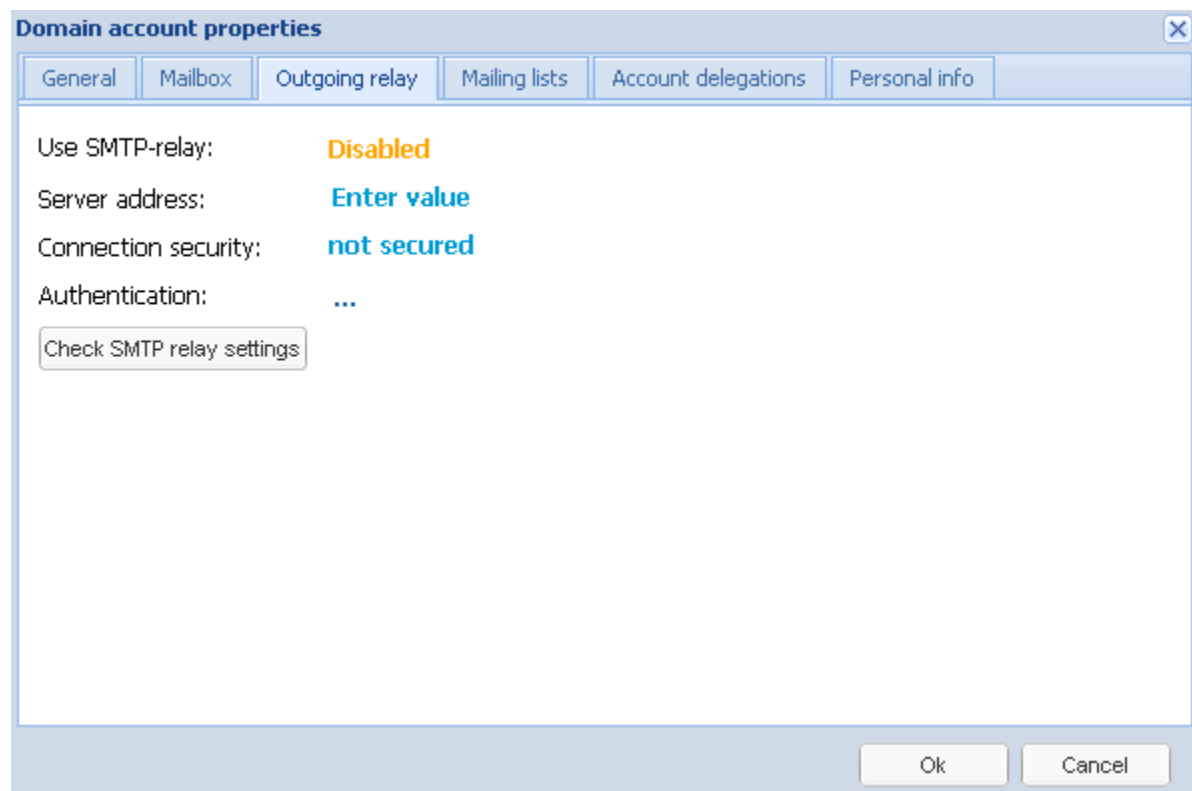 Domain account properties
General Mailbox Outgoing relay Mailing lists Account delegations Personal info
Use SMTP-relay: Disabled
Server address: Enter value
Connection security: not secured
Authentication: ...
Check SMTP relay settings
Ok Cancel